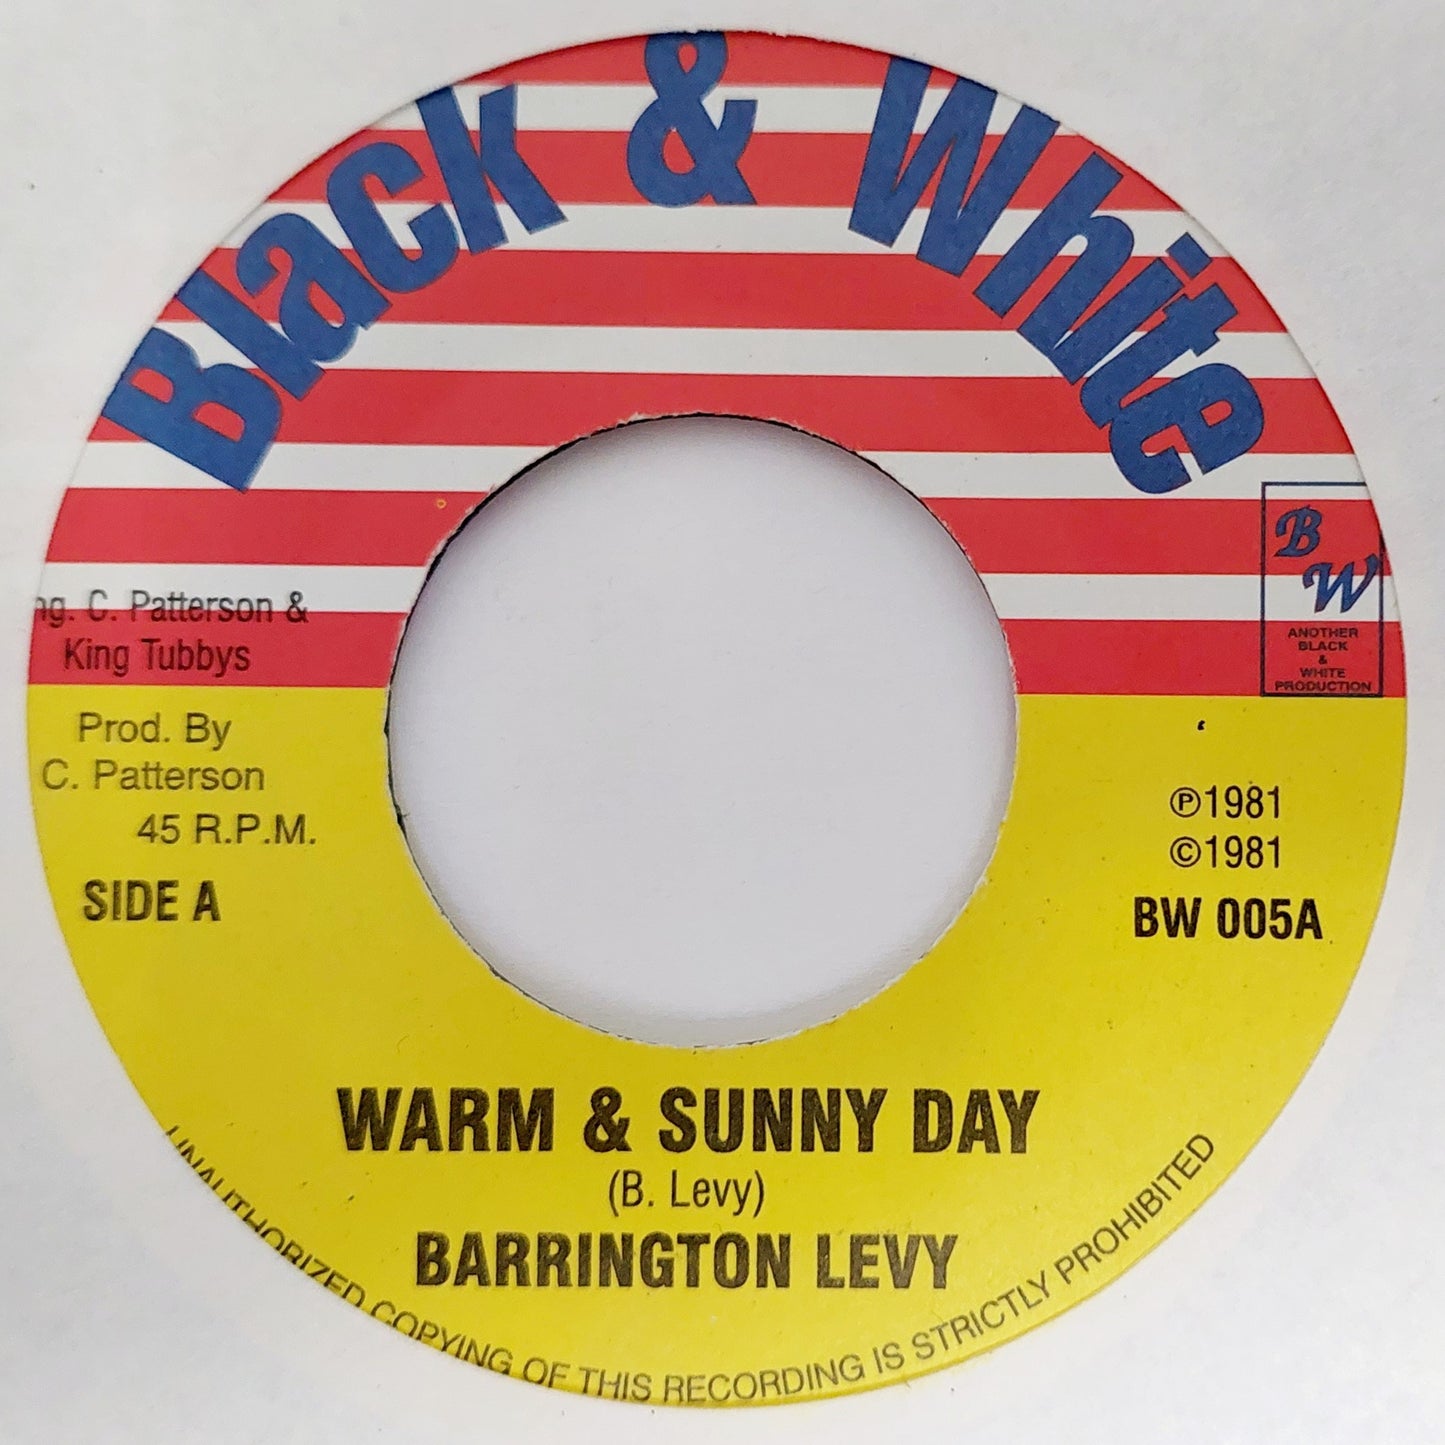 Black & White
B
W
ANOTHER
BLACK
&
WHITE
PRODUCTION
ng. C. Patterson &
King Tubbys
Prod. By
C. Patterson
45 R.P.M.
SIDE A
℗1981
©1981
BW 005A
WARM & SUNNY DAY
(B. Levy)
BARRINGTON LEVY
UNAUTHORIZED COPYING OF THIS RECORDING IS STRICTLY PROHIBITED